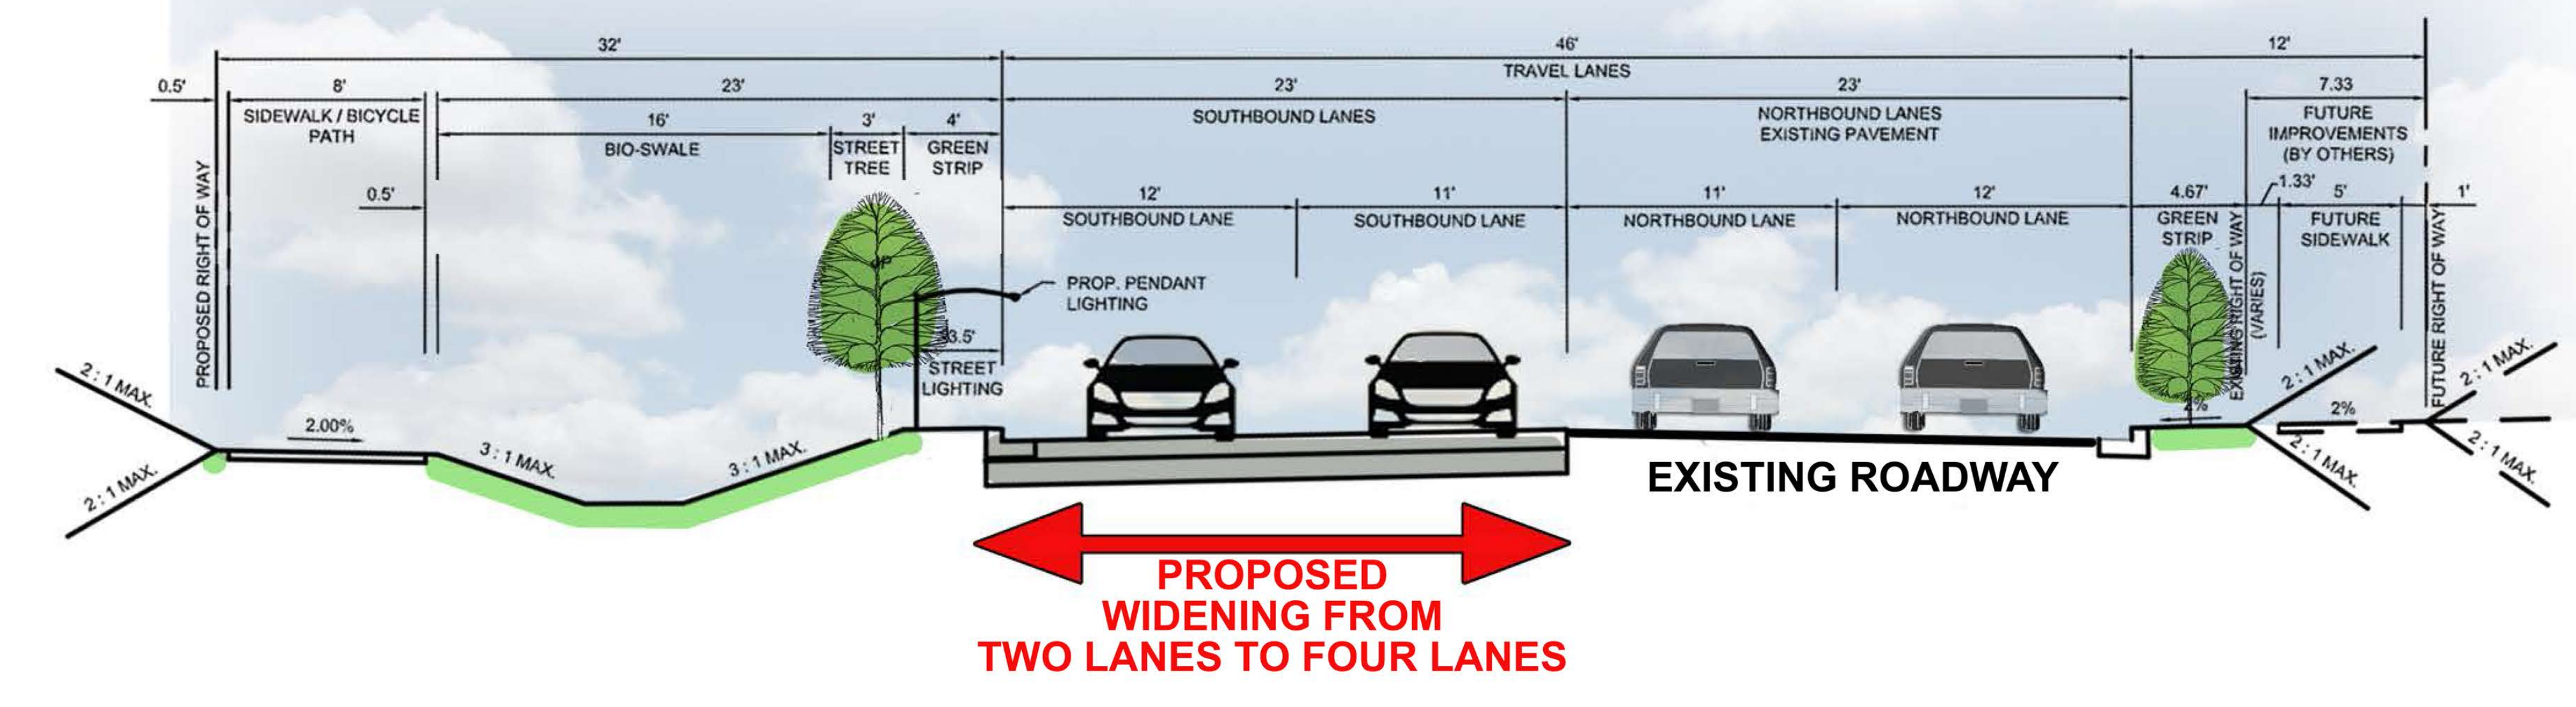 32'
46'
12'
TRAVEL LANES
0.5'
8'
23'
23'
23'
7.33
SIDEWALK / BICYCLE
PATH
16'
3'
4'
BIO-SWALE
STREET
TREE
GREEN
STRIP
SOUTHBOUND LANES
NORTHBOUND LANES
EXISTING PAVEMENT
FUTURE
IMPROVEMENTS
(BY OTHERS)
0.5'
12'
11'
11'
12'
4.67'
1.33'
5'
1'
SOUTHBOUND LANE
SOUTHBOUND LANE
NORTHBOUND LANE
NORTHBOUND LANE
GREEN
STRIP
FUTURE
SIDEWALK
PROPOSED RIGHT OF WAY
EXISTING RIGHT OF WAY
(VARIES)
FUTURE RIGHT OF WAY
PROP. PENDANT
LIGHTING
3.5'
STREET
LIGHTING
2 : 1 MAX.
2 : 1 MAX.
2.00%
3 : 1 MAX.
3 : 1 MAX.
2%
2 : 1 MAX.
2 : 1 MAX.
2%
2 : 1 MAX.
2 : 1 MAX.
EXISTING ROADWAY
PROPOSED
WIDENING FROM
TWO LANES TO FOUR LANES